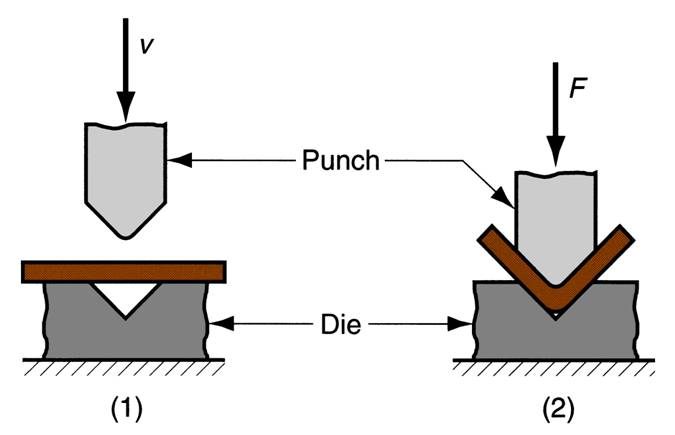 v
F
Punch
Die
(1)
(2)